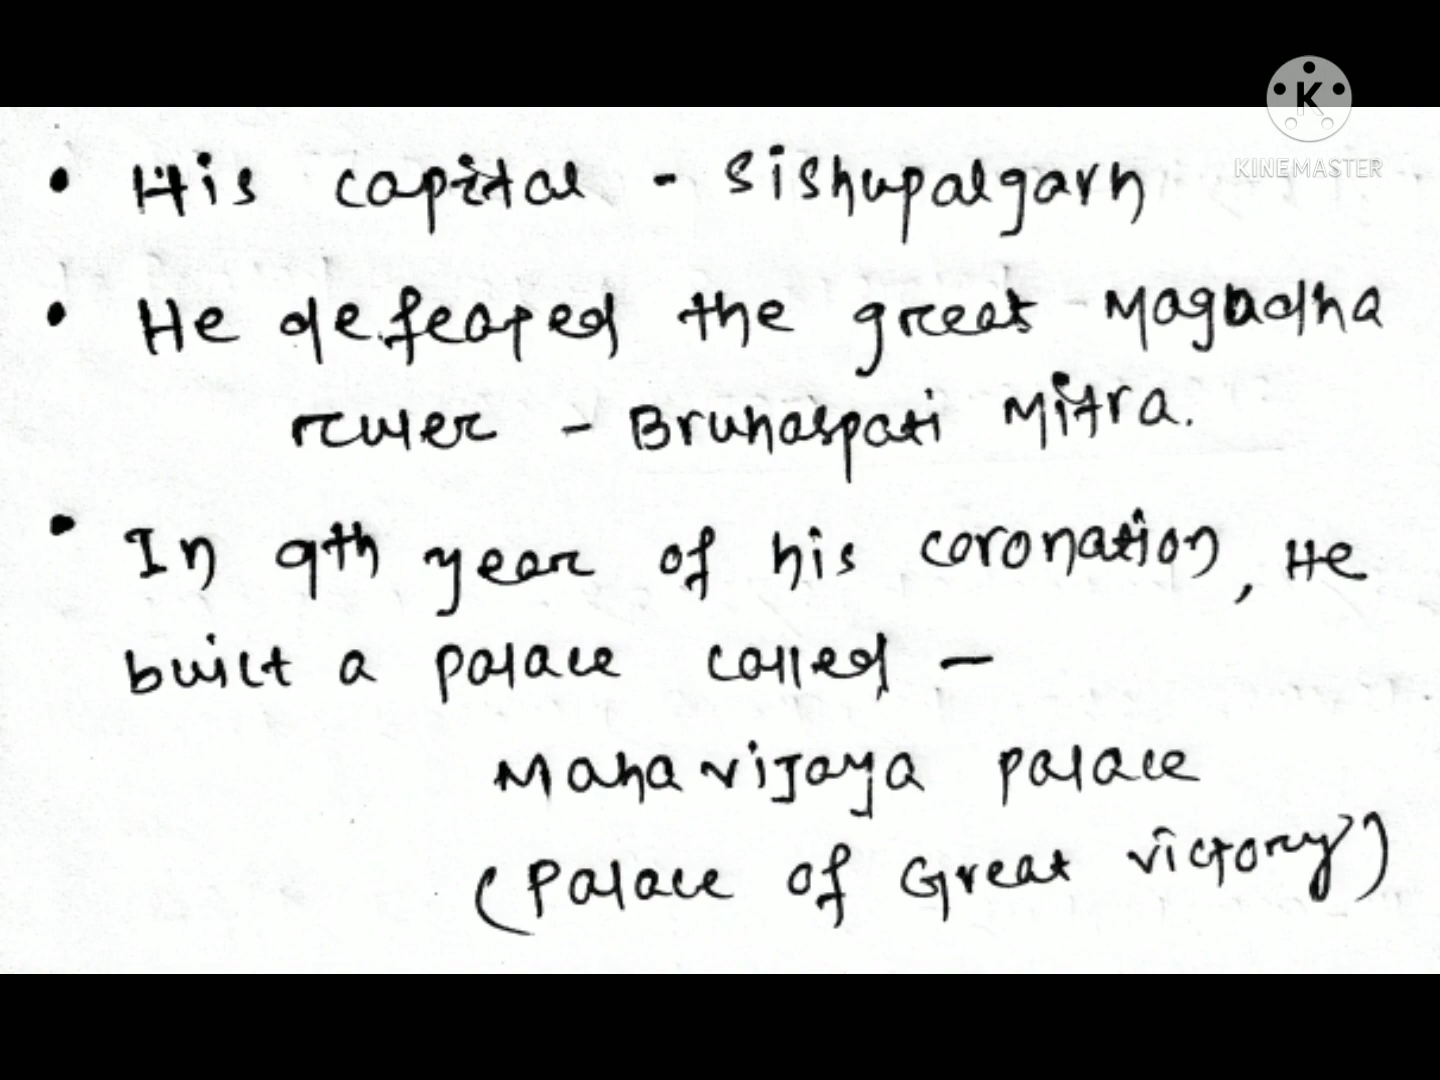 K
KINEMASTER
• His capital - Sishupalgarh
• He defeated the great Magadha
ruler - Bruhaspati Mitra.
• In 9th year of his coronation, He
built a palace called -
Mahavijaya palace
(Palace of Great victory)